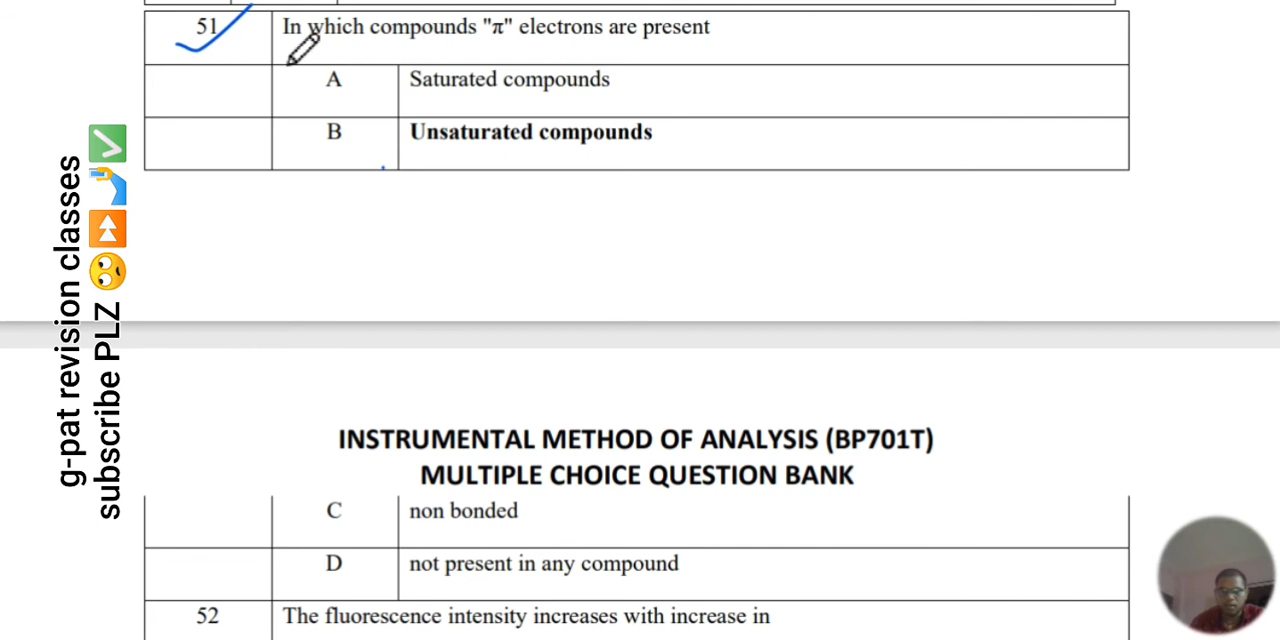 51 In which compounds "π" electrons are present
A Saturated compounds
B Unsaturated compounds
g-pat revision classes
subscribe PLZ
INSTRUMENTAL METHOD OF ANALYSIS (BP701T)
MULTIPLE CHOICE QUESTION BANK
C non bonded
D not present in any compound
52 The fluorescence intensity increases with increase in